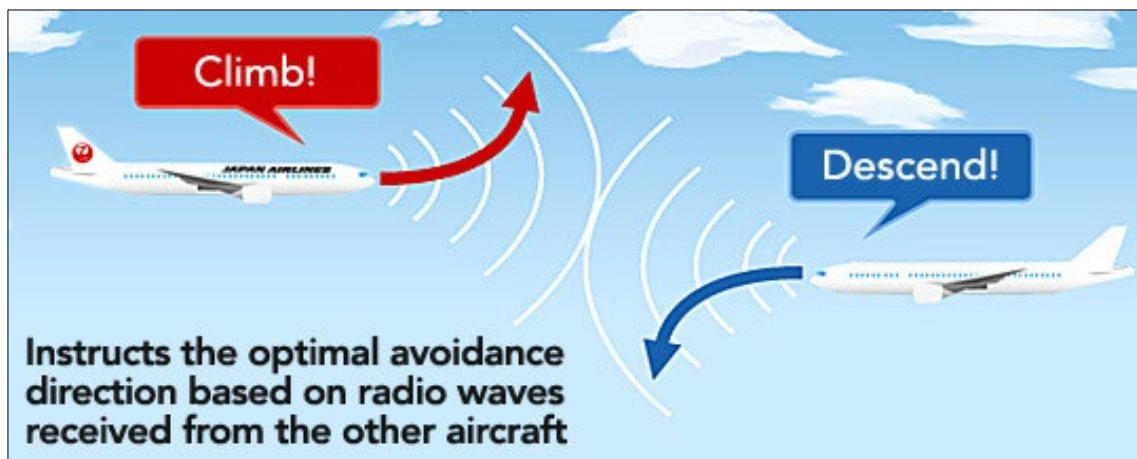 Climb!
JAPAN AIRLINES
Descend!
Instructs the optimal avoidance
direction based on radio waves
received from the other aircraft